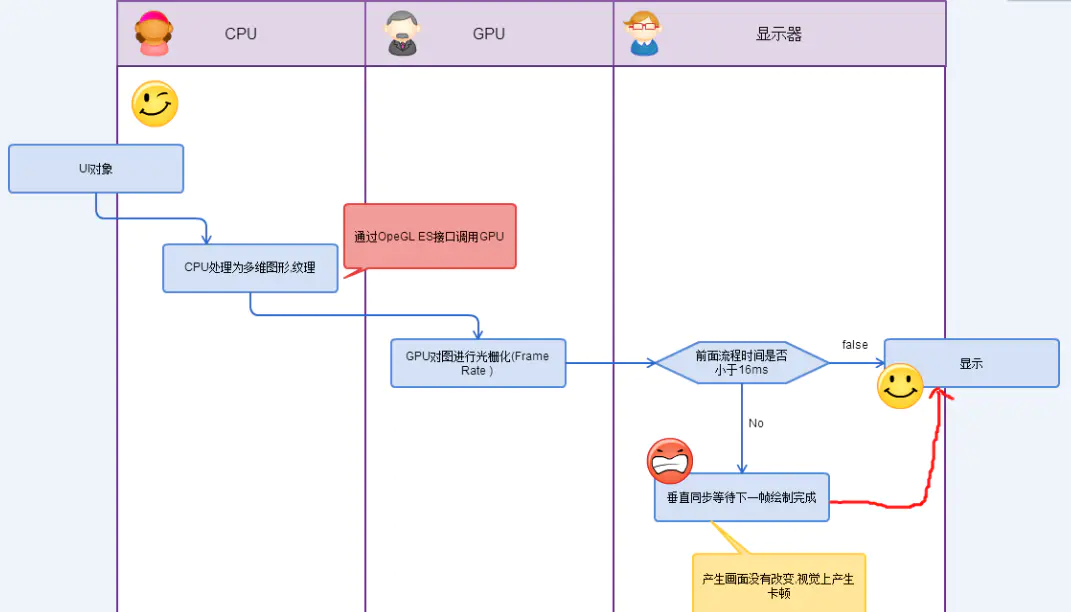 CPU
GPU
显示器
UI对象
通过OpeGL ES接口调用GPU
CPU处理为多维图形,纹理
GPU对图进行光栅化(Frame
Rate )
前面流程时间是否
小于16ms
false
显示
No
垂直同步等待下一帧绘制完成
产生画面没有改变,视觉上产生
卡顿